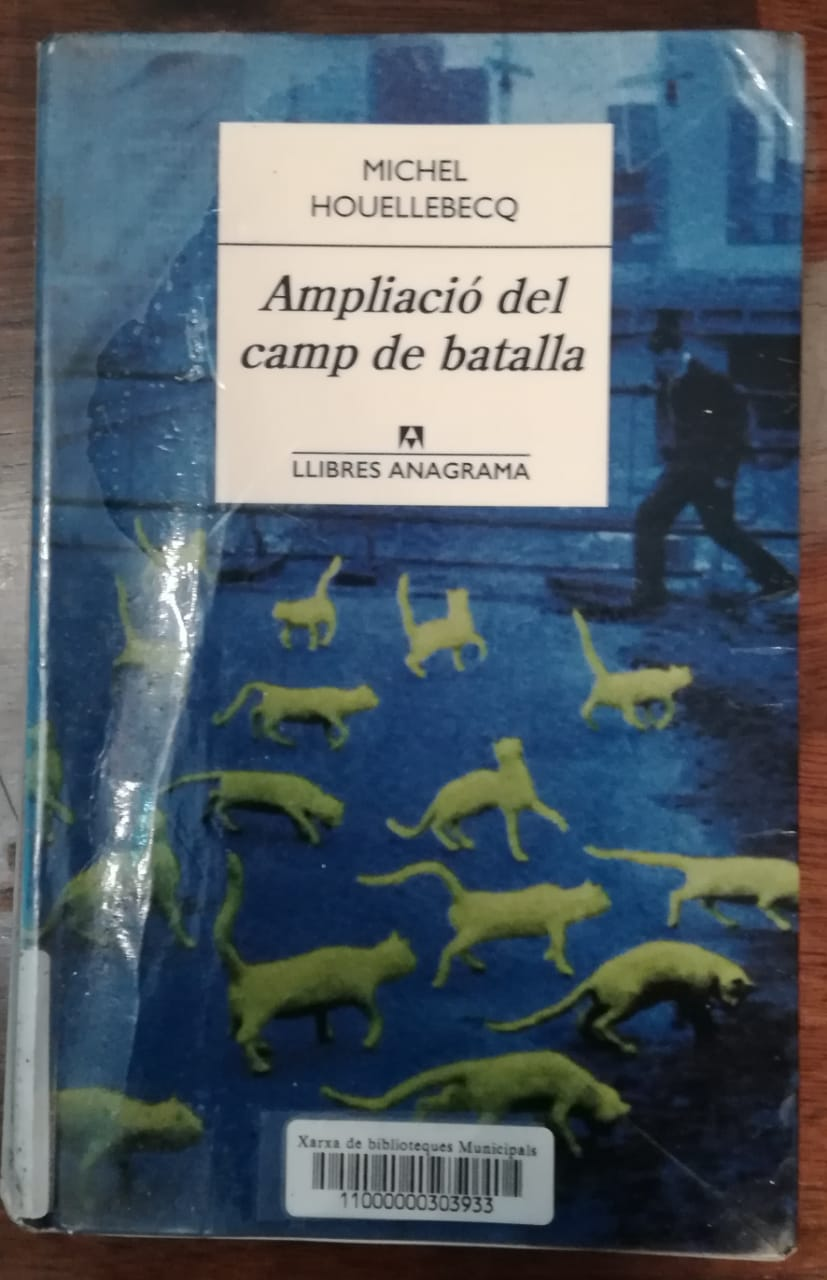 MICHEL
HOUELLEBECQ
Ampliació del
camp de batalla
LLIBRES ANAGRAMA
Xarxa de biblioteques Municipals
11000000303933